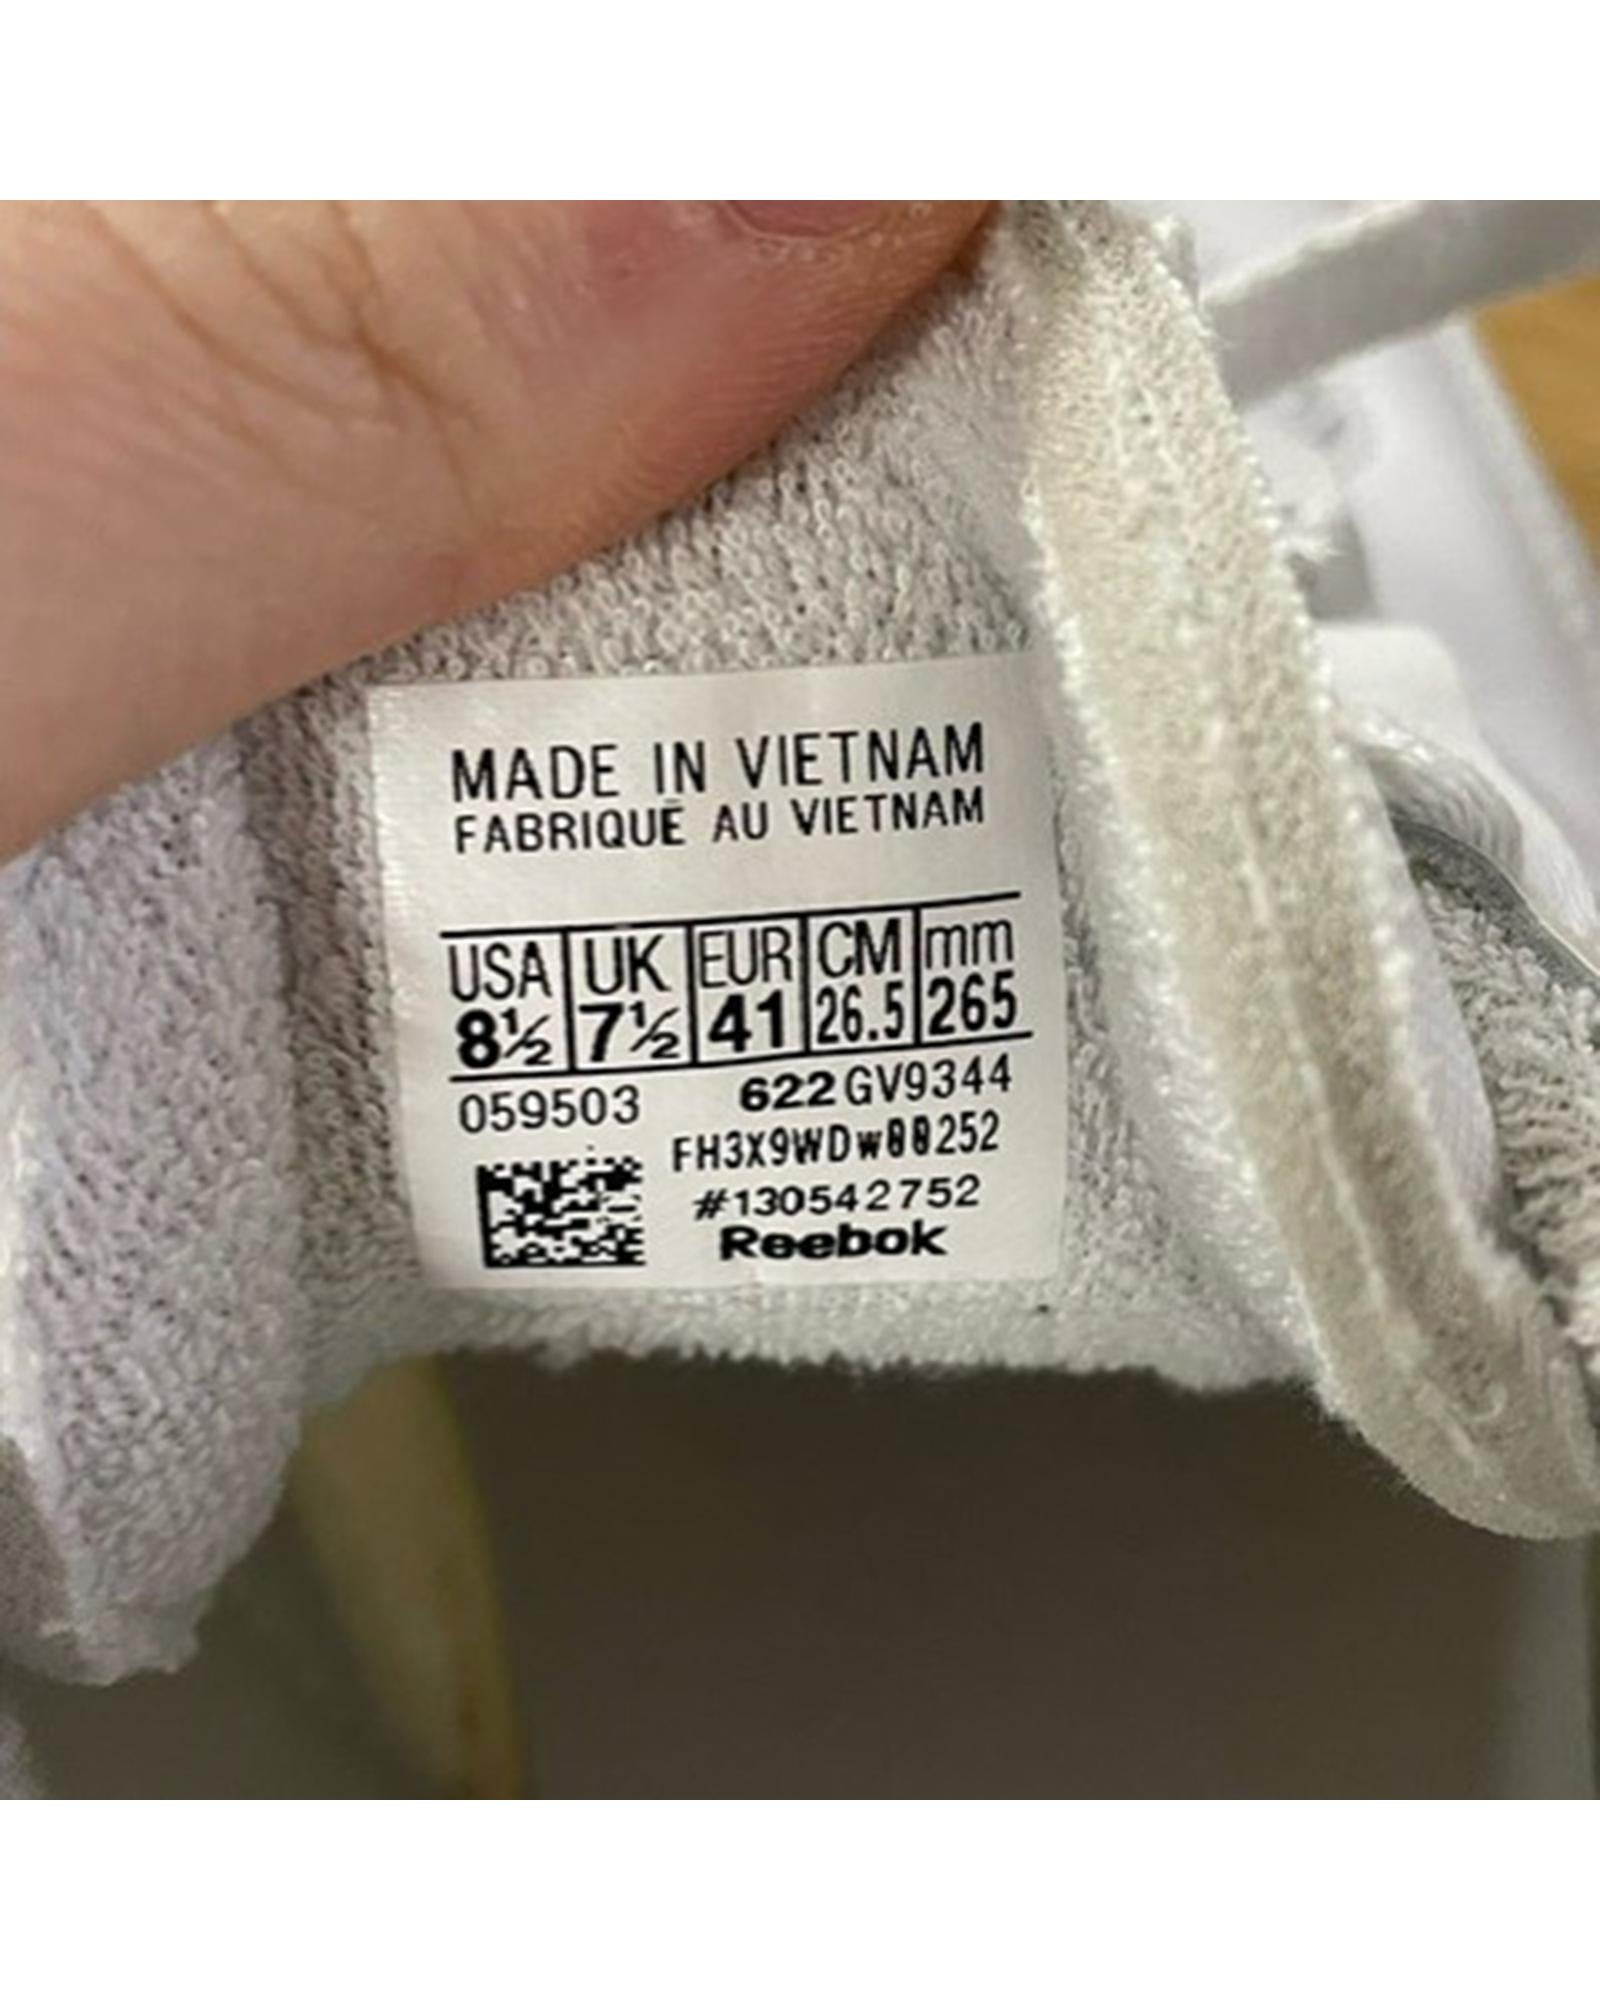 MADE IN VIETNAM
FABRIQUÉ AU VIETNAM
USA UK EUR CM mm
8½ 7½ 41 26.5 265
059503 622 GV9344
FH3X9WDw00252
#130542752
Reebok